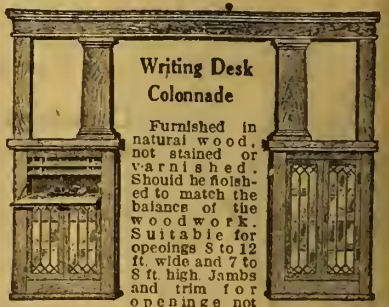 Writing Desk
Colonnade
Furnished in
natural wood,
not stained or
varnished.
Should be finish-
ed to match the
balance of the
woodwork.
Suitable for
openings 8 to 12
ft. wide and 7 to
8 ft. high. Jambs
and trim for
openings not